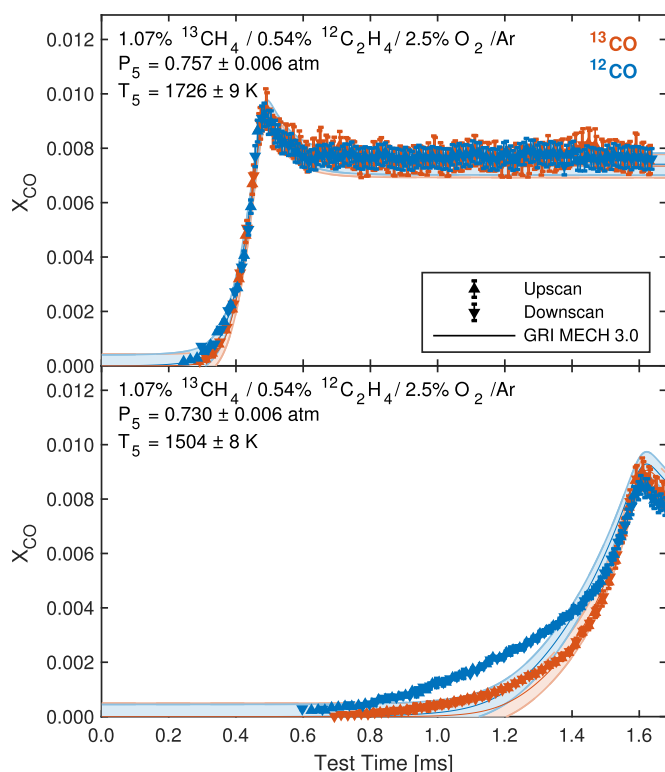 1.07% ¹³CH₄ / 0.54% ¹²C₂H₄ / 2.5% O₂ /Ar
P₅ = 0.757 ± 0.006 atm
T₅ = 1726 ± 9 K
¹³CO
¹²CO
0.012
0.010
0.008
0.006
0.004
0.002
0.000
X_CO
Upscan
Downscan
GRI MECH 3.0
1.07% ¹³CH₄ / 0.54% ¹²C₂H₄ / 2.5% O₂ /Ar
P₅ = 0.730 ± 0.006 atm
T₅ = 1504 ± 8 K
0.012
0.010
0.008
0.006
0.004
0.002
0.000
X_CO
0.0 0.2 0.4 0.6 0.8 1.0 1.2 1.4 1.6
Test Time [ms]